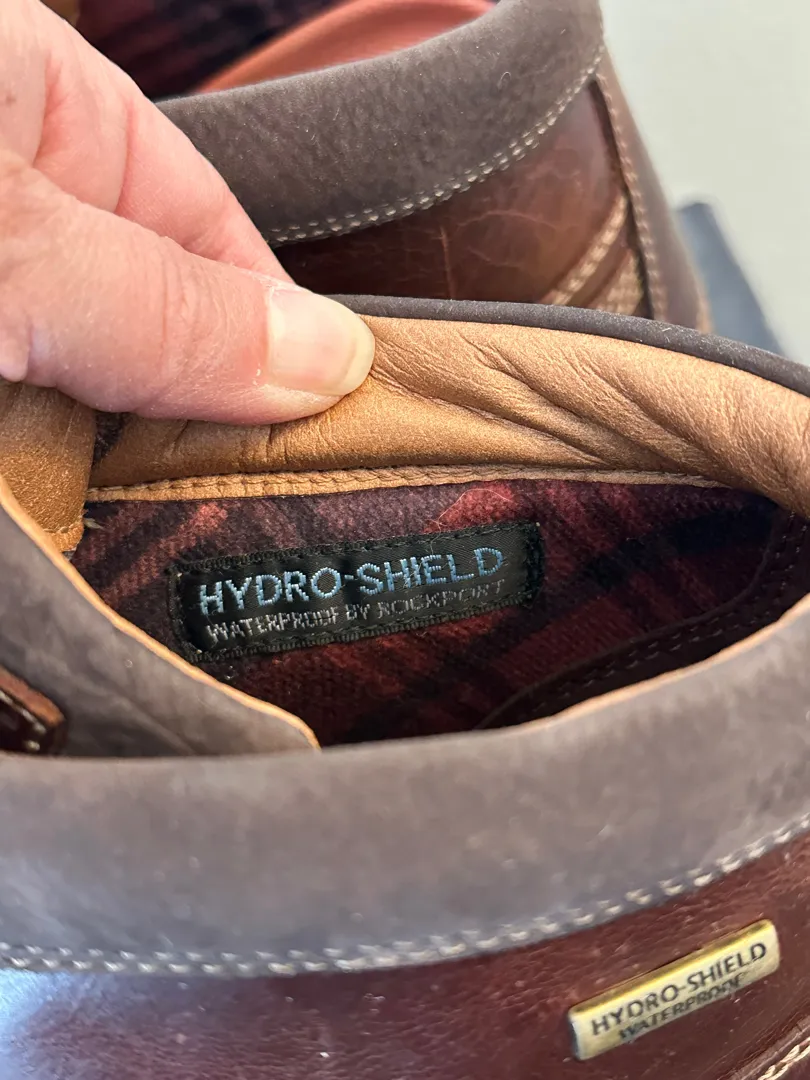 HYDRO-SHIELD
WATERPROOF BY ROCKPORT
HYDRO-SHIELD
WATERPROOF